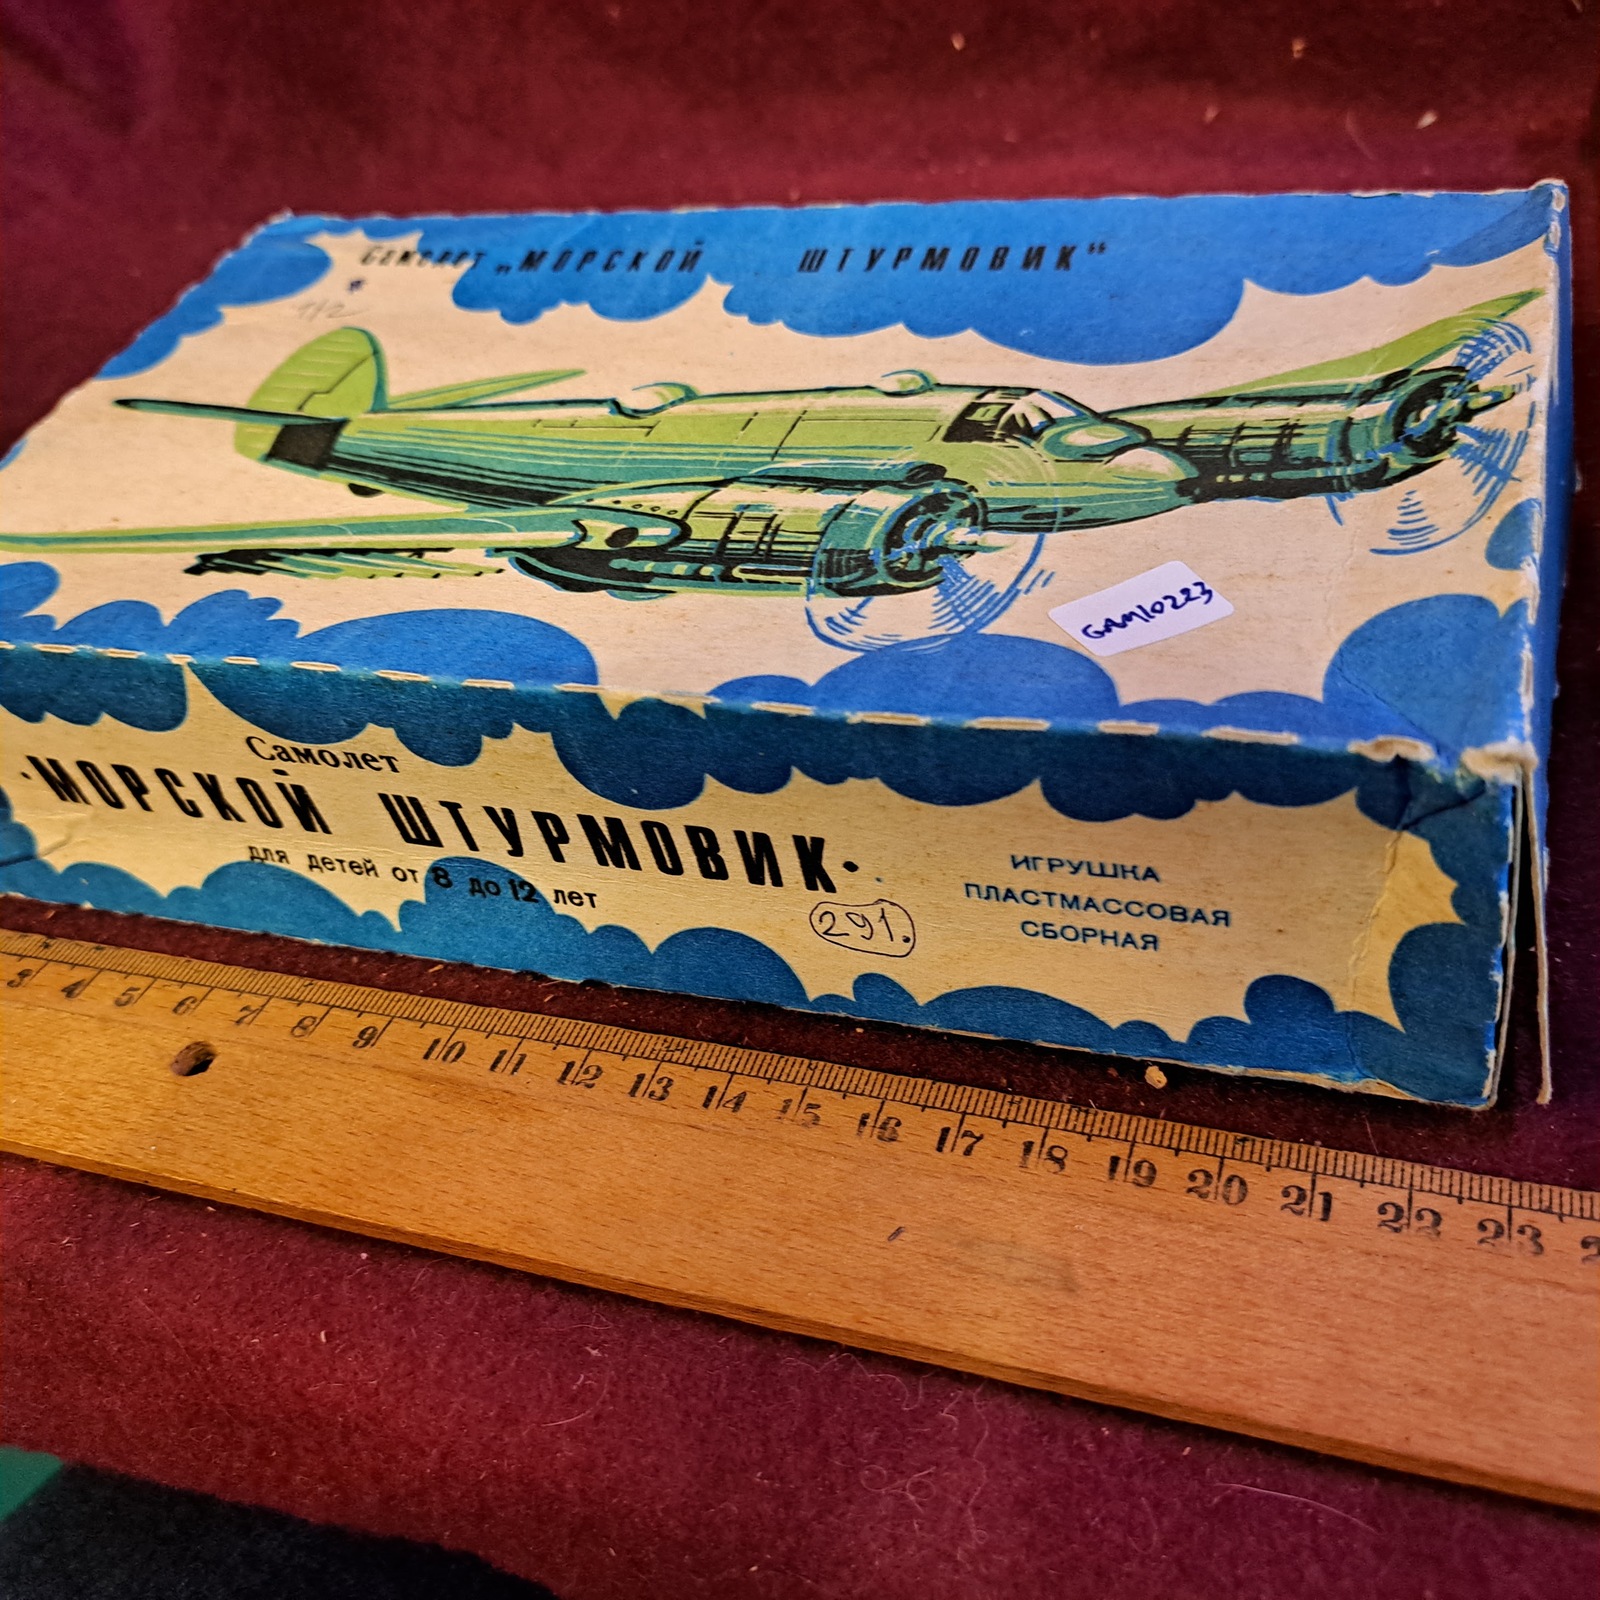 „МОРСКОЙ ШТУРМОВИК“
1/2
GAM10223
Самолет
·МОРСКОЙ ШТУРМОВИК·
для детей от 8 до 12 лет
291.
ИГРУШКА
ПЛАСТМАССОВАЯ
СБОРНАЯ
3 4 5 6 7 8 9 10 11 12 13 14 15 16 17 18 19 20 21 22 23